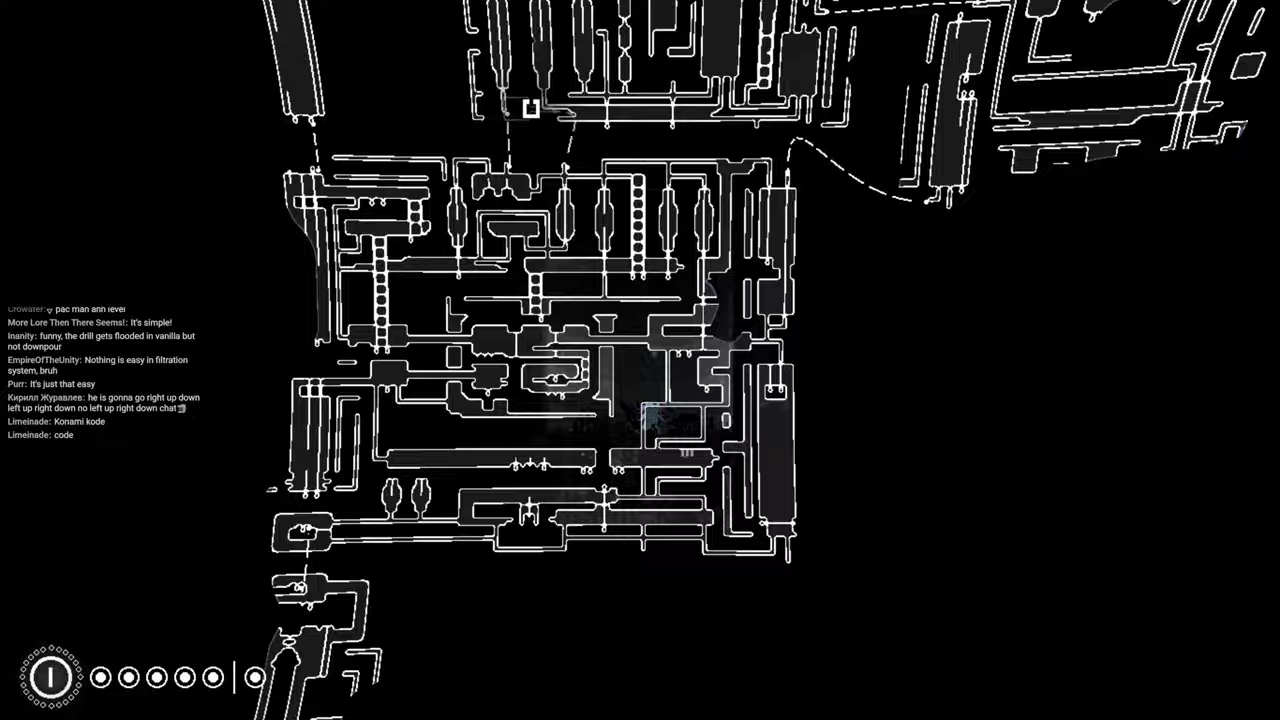 Crowater: pac man ahh level
More Lore Then There Seems!: It's simple!
Inanity: funny, the drill gets flooded in vanilla but
not downpour
EmpireOfTheUnity: Nothing is easy in filtration
system, bruh
Purr: It's just that easy
Кирилл Журавлев: he is gonna go right up down
left up right down no left up right down chat🗿
Limeinade: Konami kode
Limeinade: code